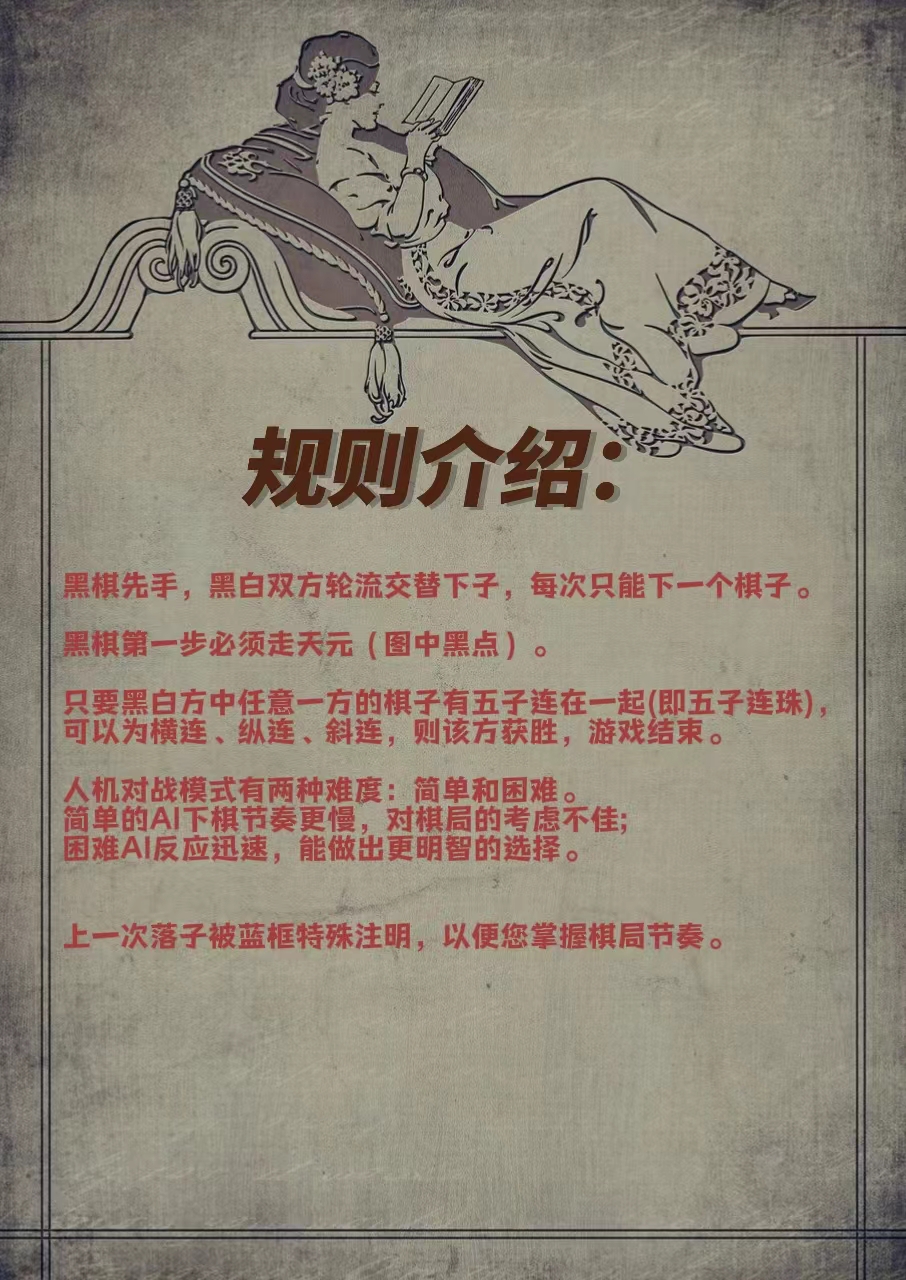 规则介绍：
黑棋先手，黑白双方轮流交替下子，每次只能下一个棋子。
黑棋第一步必须走天元（图中黑点）。
只要黑白方中任意一方的棋子有五子连在一起(即五子连珠)，
可以为横连、纵连、斜连，则该方获胜，游戏结束。
人机对战模式有两种难度：简单和困难。
简单的AI下棋节奏更慢，对棋局的考虑不佳;
困难AI反应迅速，能做出更明智的选择。
上一次落子被蓝框特殊注明，以便您掌握棋局节奏。